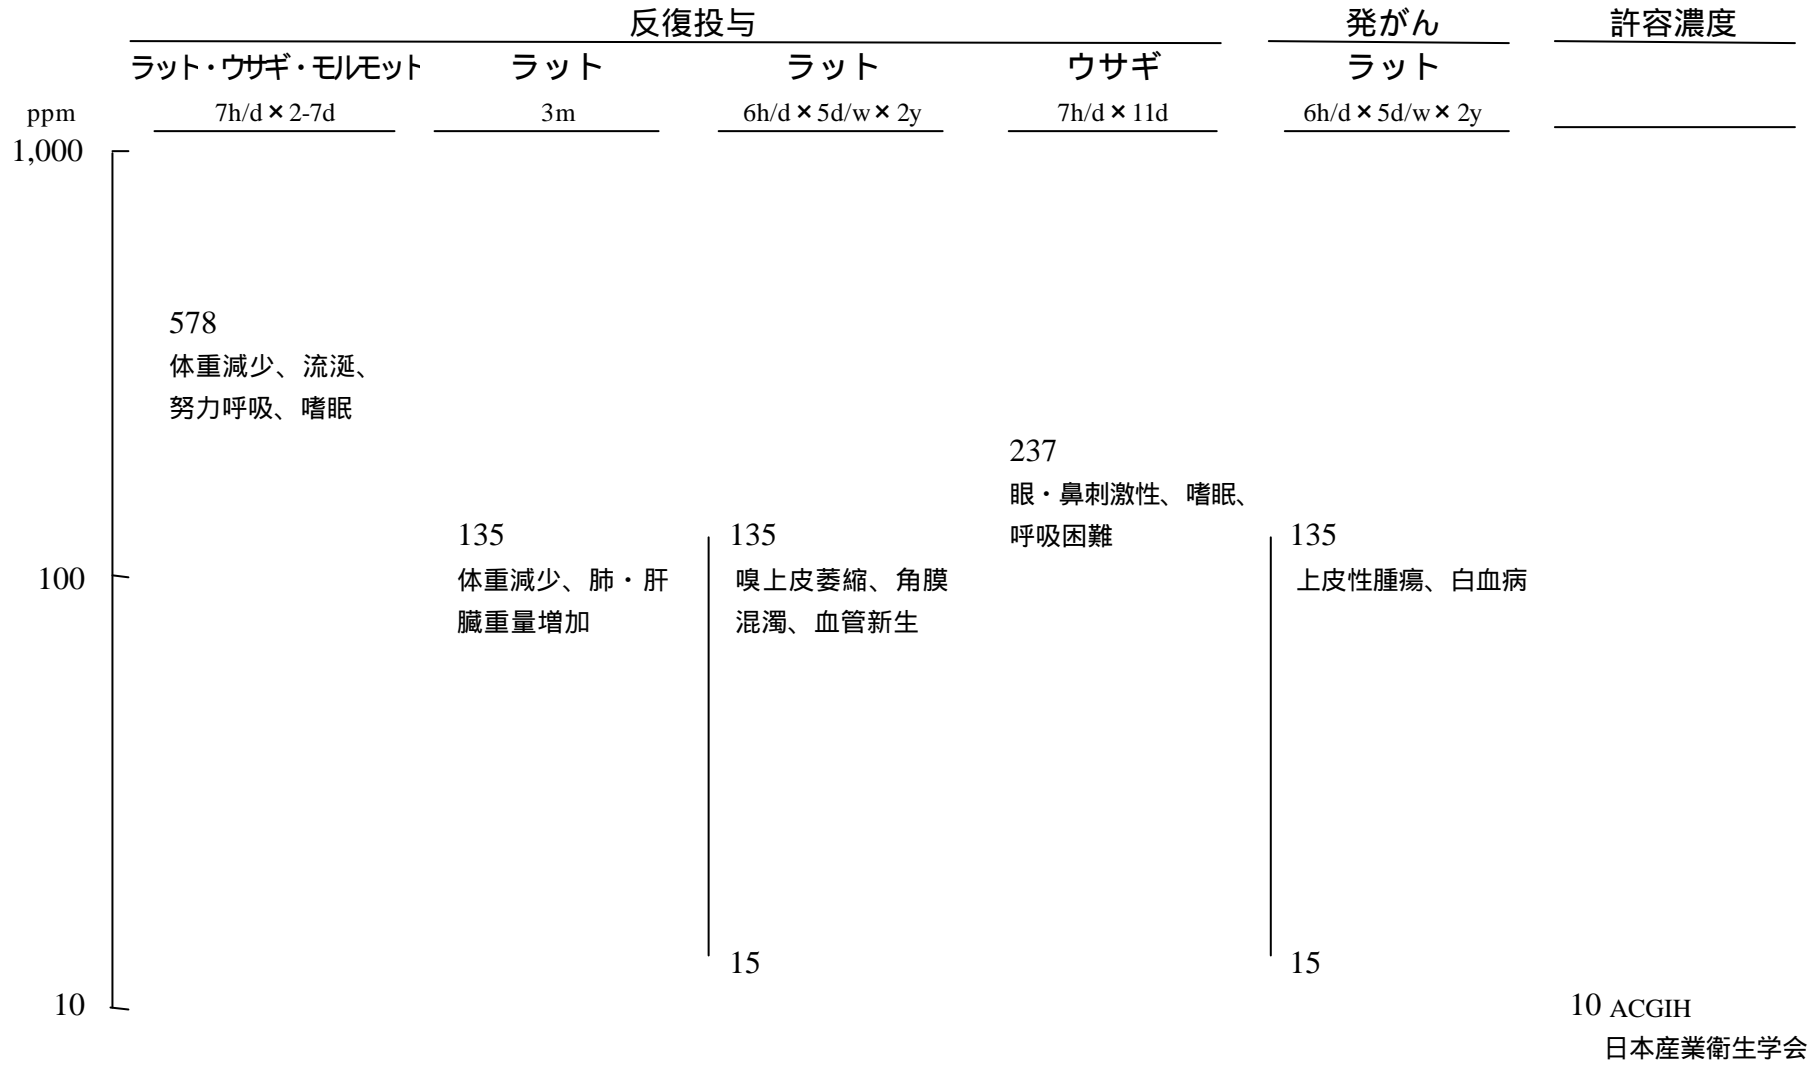 反復投与 発がん 許容濃度
ラット・ウサギ・モルモット ラット ラット ウサギ ラット
ppm 7h/d×2-7d 3m 6h/d×5d/w×2y 7h/d×11d 6h/d×5d/w×2y
1,000
578
体重減少、流涎、
努力呼吸、嗜眠
237
眼・鼻刺激性、嗜眠、
呼吸困難
135
体重減少、肺・肝
臓重量増加
135
嗅上皮萎縮、角膜
混濁、血管新生
135
上皮性腫瘍、白血病
100
15
15
10
10 ACGIH
日本産業衛生学会